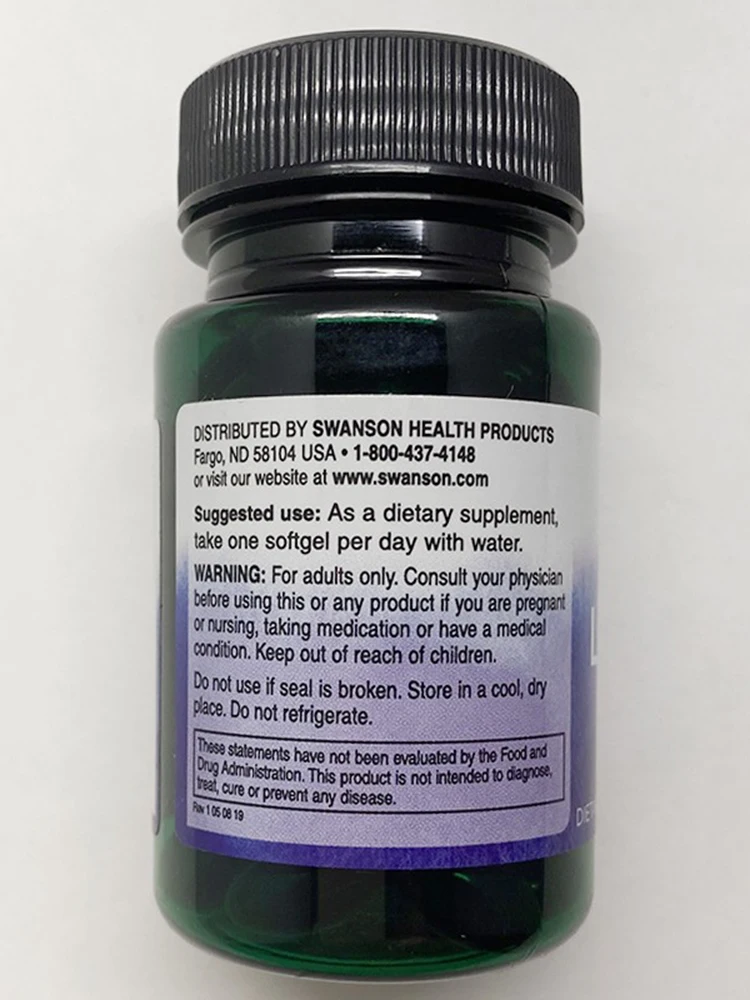 DISTRIBUTED BY SWANSON HEALTH PRODUCTS
Fargo, ND 58104 USA • 1-800-437-4148
or visit our website at www.swanson.com
Suggested use: As a dietary supplement,
take one softgel per day with water.
WARNING: For adults only. Consult your physician
before using this or any product if you are pregnant
or nursing, taking medication or have a medical
condition. Keep out of reach of children.
Do not use if seal is broken. Store in a cool, dry
place. Do not refrigerate.
These statements have not been evaluated by the Food and
Drug Administration. This product is not intended to diagnose,
treat, cure or prevent any disease.
Rev 1 05 08 19